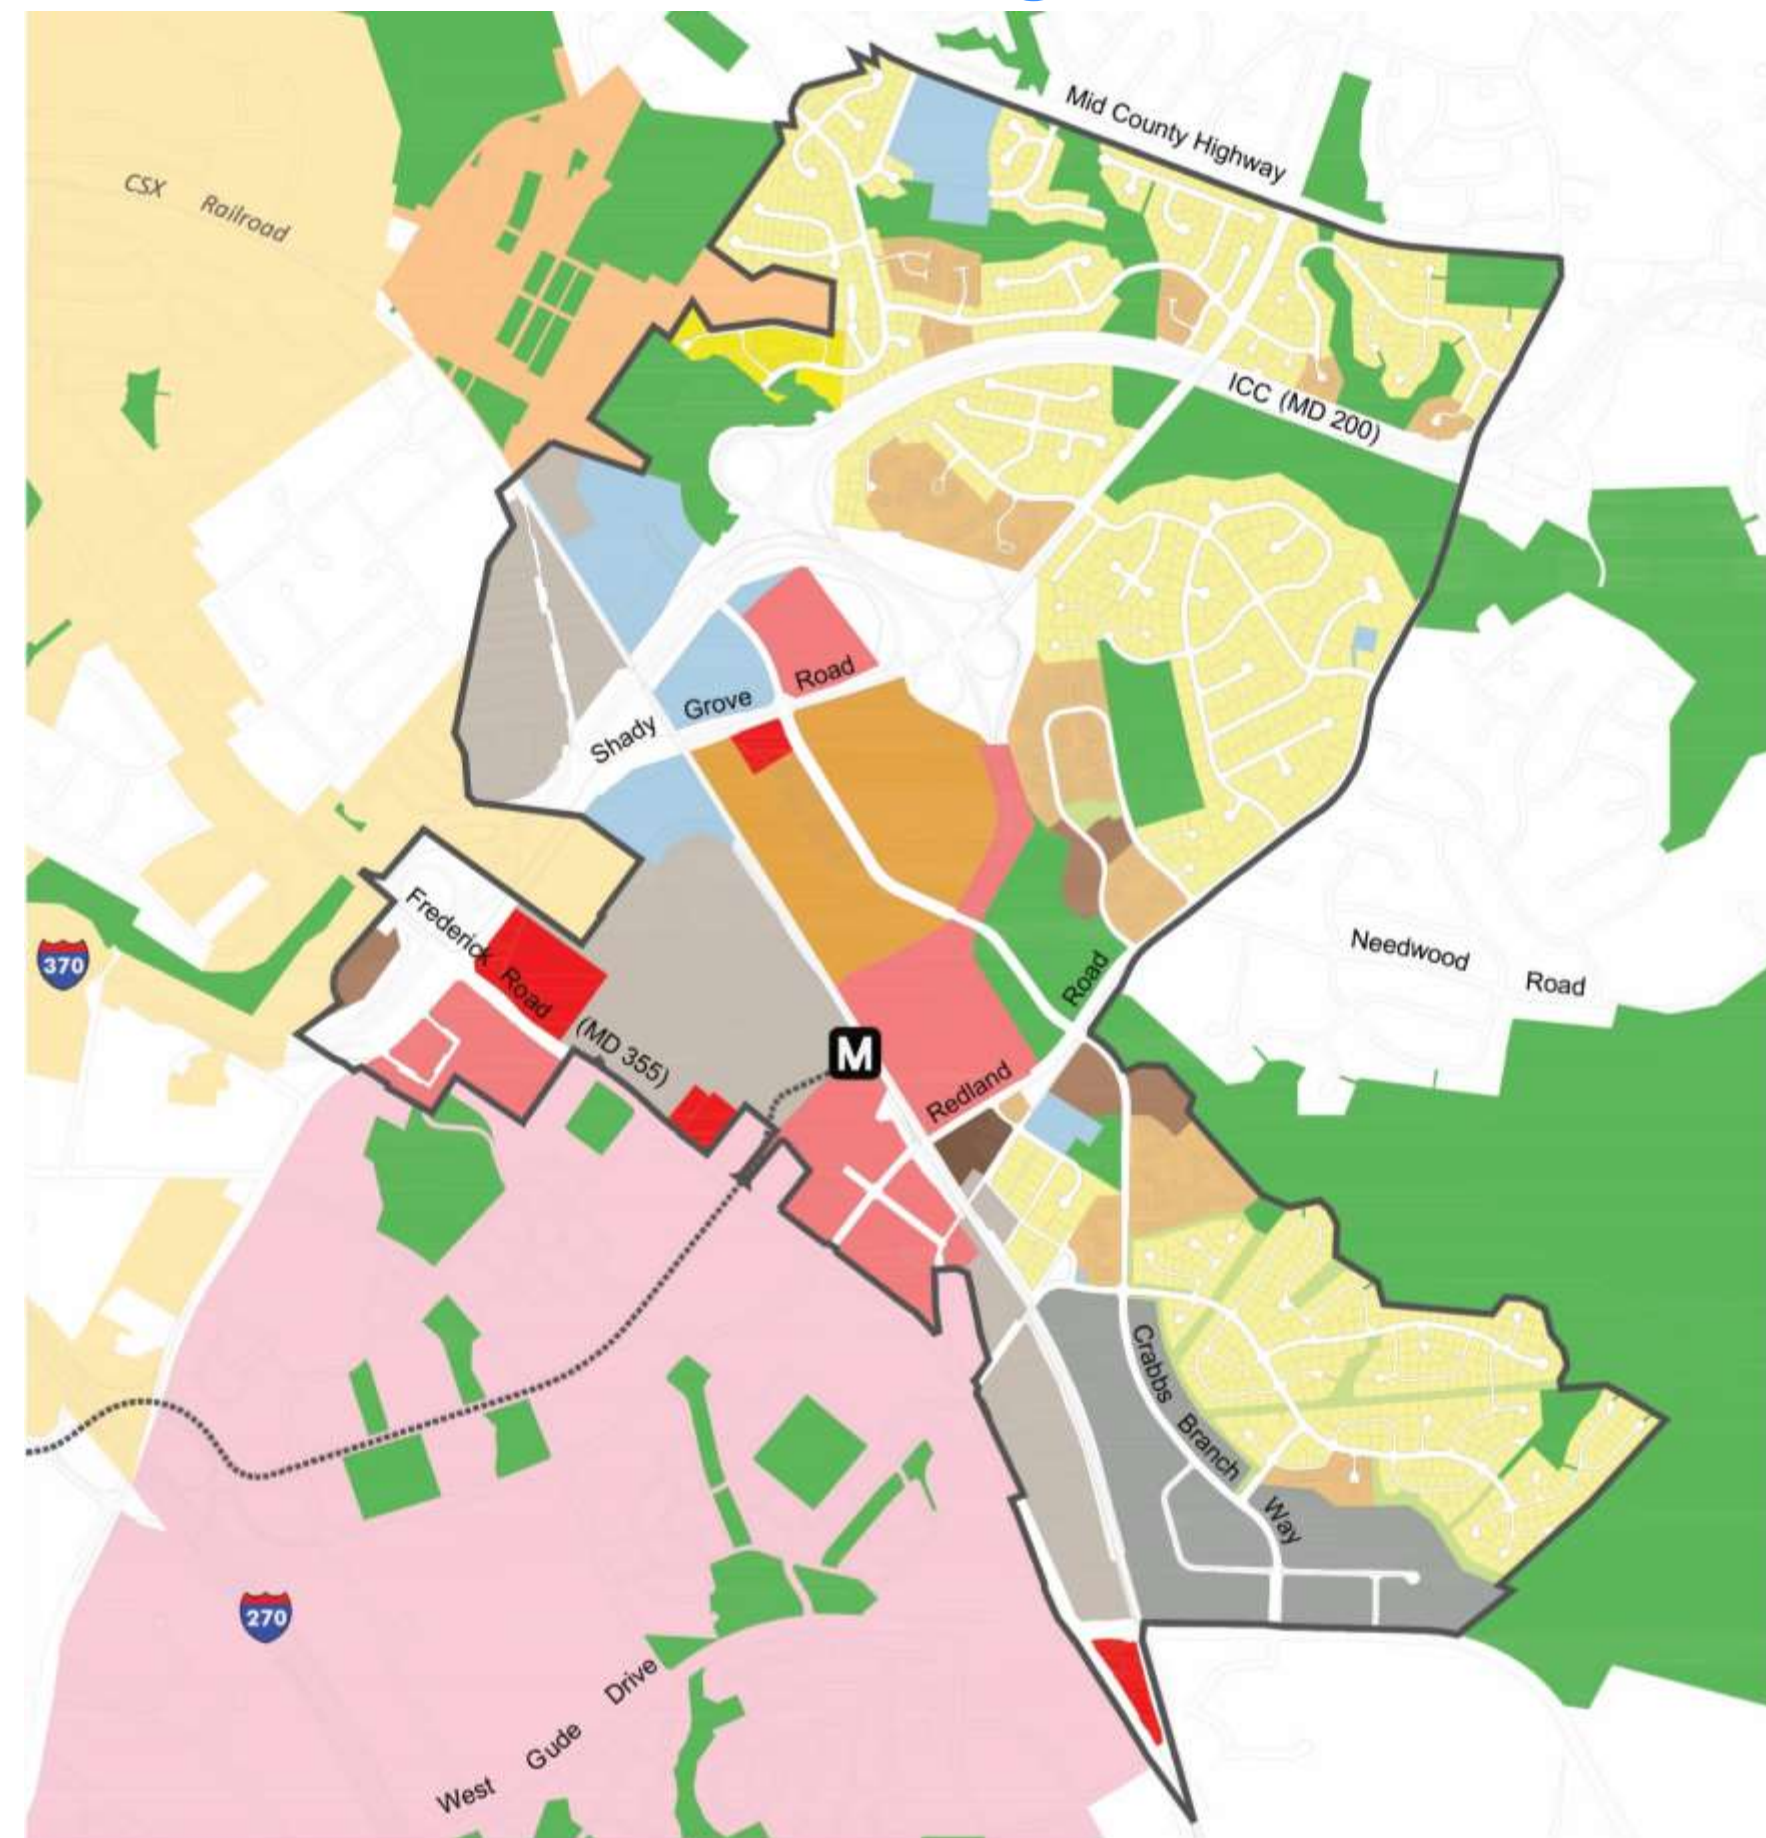 Mid County Highway
CSX Railroad
ICC (MD 200)
Shady Grove Road
Frederick Road (MD 355)
370
Needwood Road
Redland Road
M
Crabbs Branch Way
270
West Gude Drive